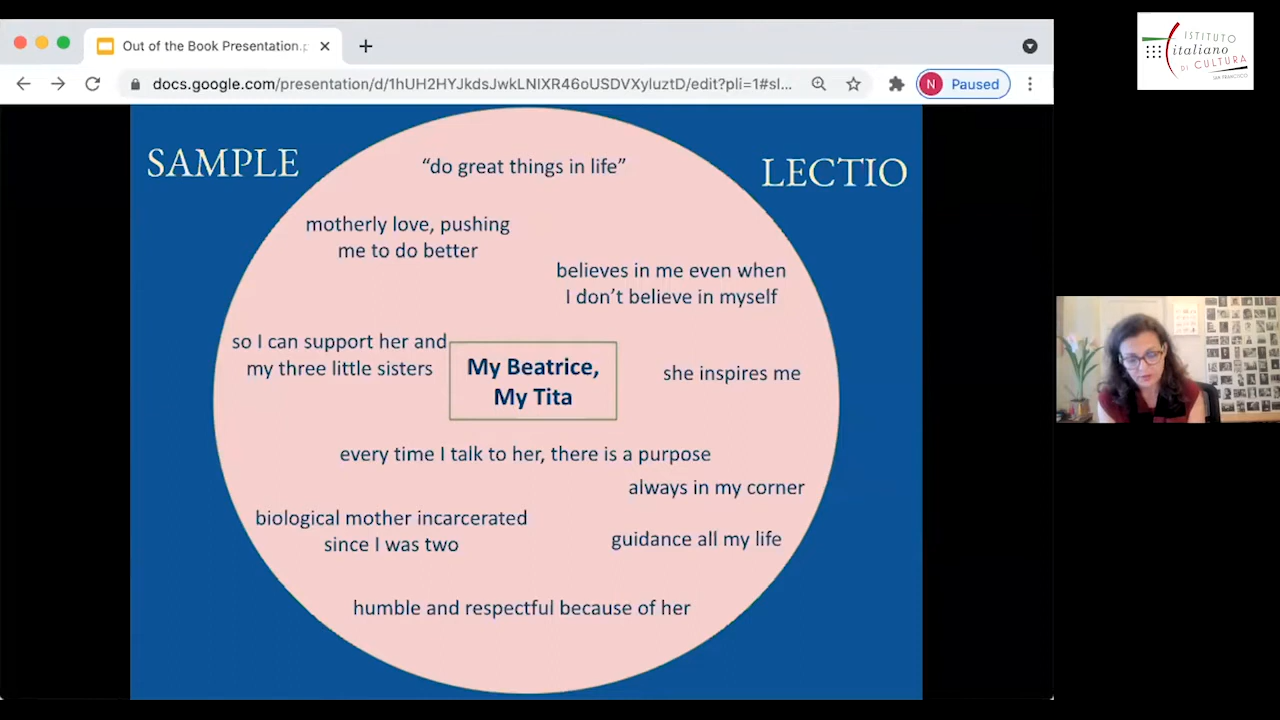 Out of the Book Presentation.p
docs.google.com/presentation/d/1hUH2HYJkdsJwkLNlXR46oUSDVXyluztD/edit?pli=1#sl...
N
Paused
ISTITUTO
italiano
DI CULTURA
SAN FRANCISCO
SAMPLE
LECTIO
“do great things in life”
motherly love, pushing
me to do better
believes in me even when
I don’t believe in myself
so I can support her and
my three little sisters
My Beatrice,
My Tita
she inspires me
every time I talk to her, there is a purpose
always in my corner
biological mother incarcerated
since I was two
guidance all my life
humble and respectful because of her